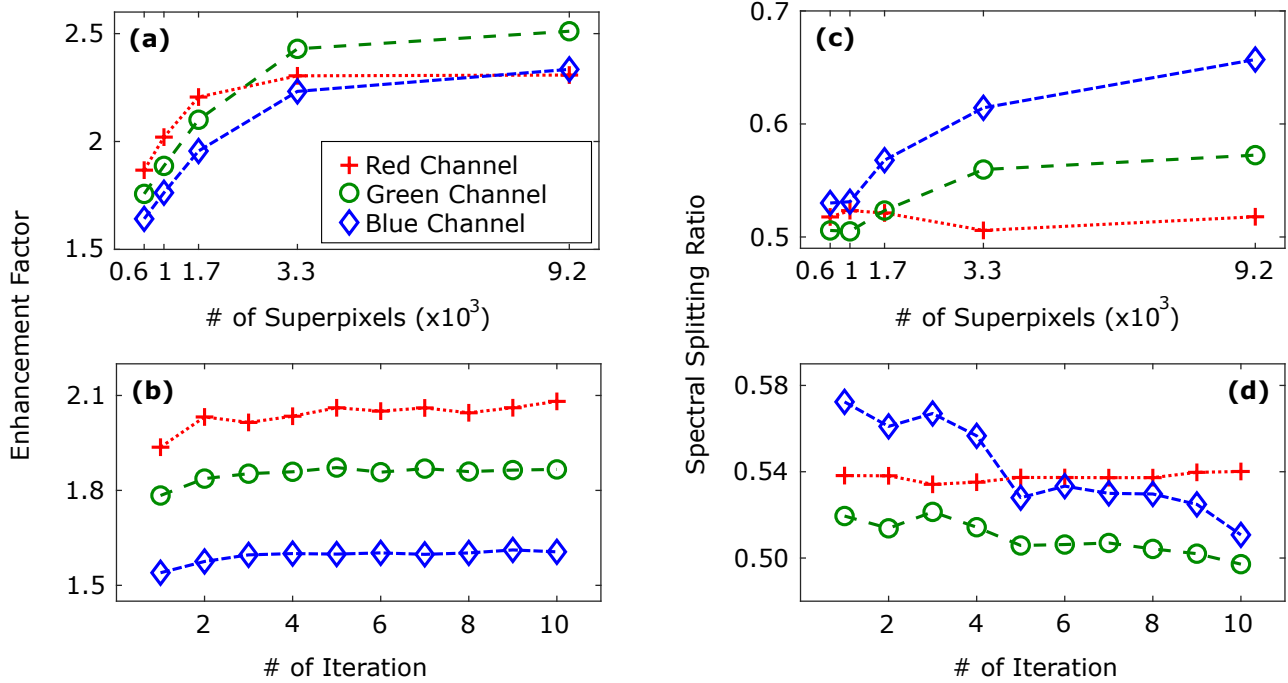 Enhancement Factor
(a)
2.5
2
1.5
0.6 1 1.7 3.3 9.2
# of Superpixels (x10³)
Red Channel
Green Channel
Blue Channel
(b)
2.1
1.8
1.5
2 4 6 8 10
# of Iteration
Spectral Splitting Ratio
(c)
0.7
0.6
0.5
0.6 1 1.7 3.3 9.2
# of Superpixels (x10³)
(d)
0.58
0.54
0.50
2 4 6 8 10
# of Iteration